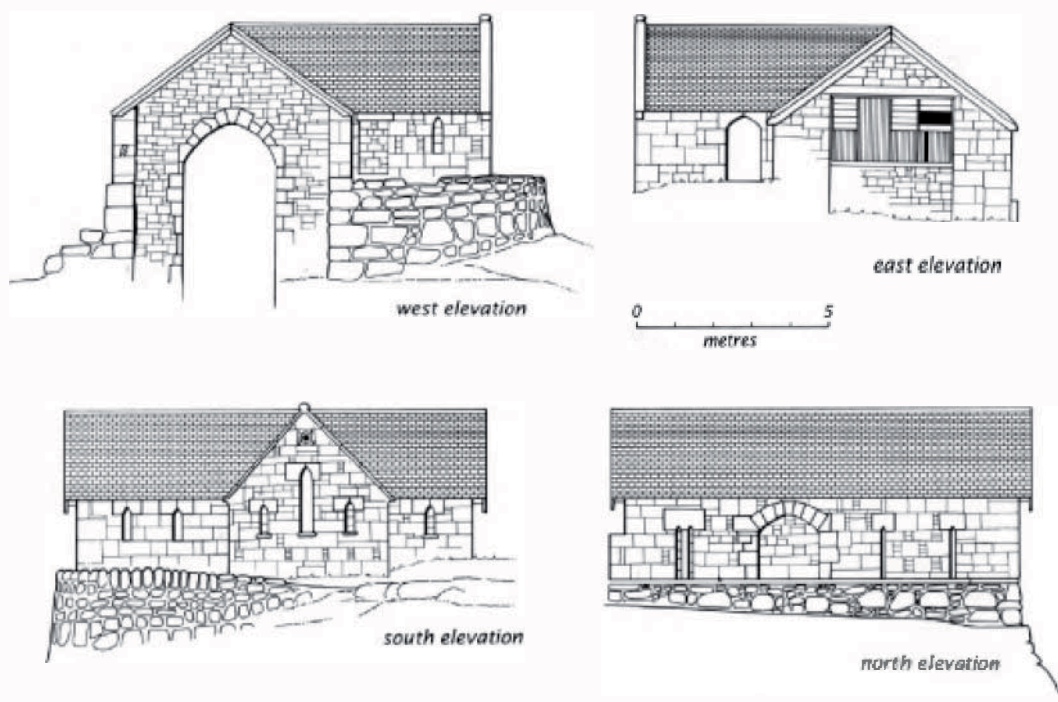 west elevation
east elevation
0 5
metres
south elevation
north elevation